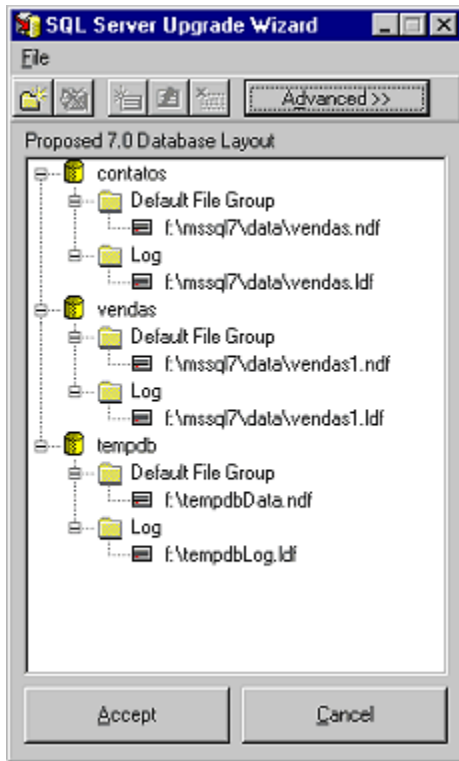 SQL Server Upgrade Wizard
File
Advanced >>
Proposed 7.0 Database Layout
contatos
Default File Group
f:\mssql7\data\vendas.ndf
Log
f:\mssql7\data\vendas.ldf
vendas
Default File Group
f:\mssql7\data\vendas1.ndf
Log
f:\mssql7\data\vendas1.ldf
tempdb
Default File Group
f:\tempdbData.ndf
Log
f:\tempdbLog.ldf
Accept
Cancel